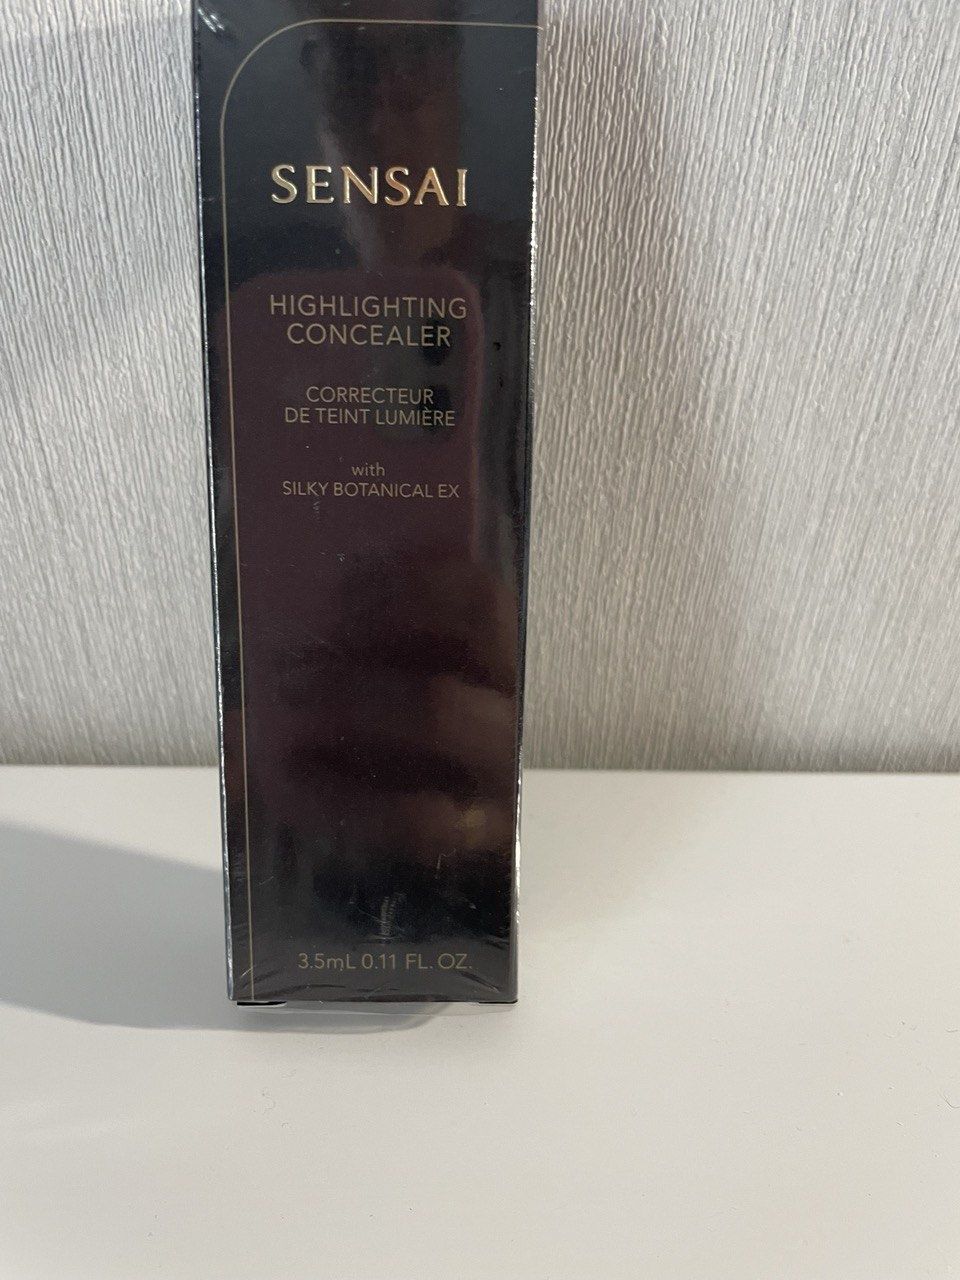 SENSAI
HIGHLIGHTING
CONCEALER
CORRECTEUR
DE TEINT LUMIÈRE
with
SILKY BOTANICAL EX
3.5mL 0.11 FL. OZ.